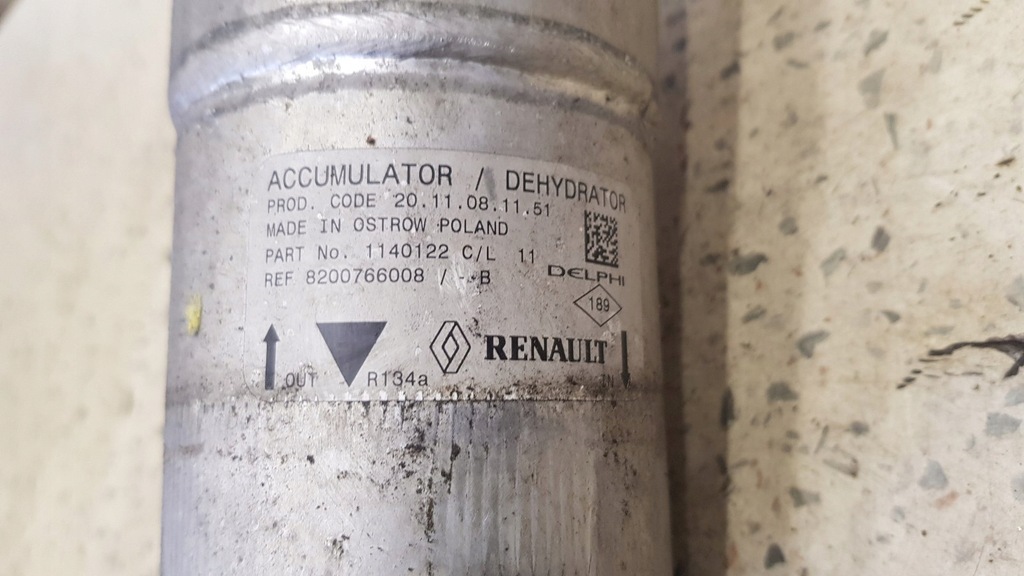 ACCUMULATOR / DEHYDRATOR
PROD. CODE 20.11.08.11.51
MADE IN OSTROW POLAND
PART No. 1140122 C/L 11
DELPHI
REF 8200766008 / --B
189
RENAULT
OUT R134a IN